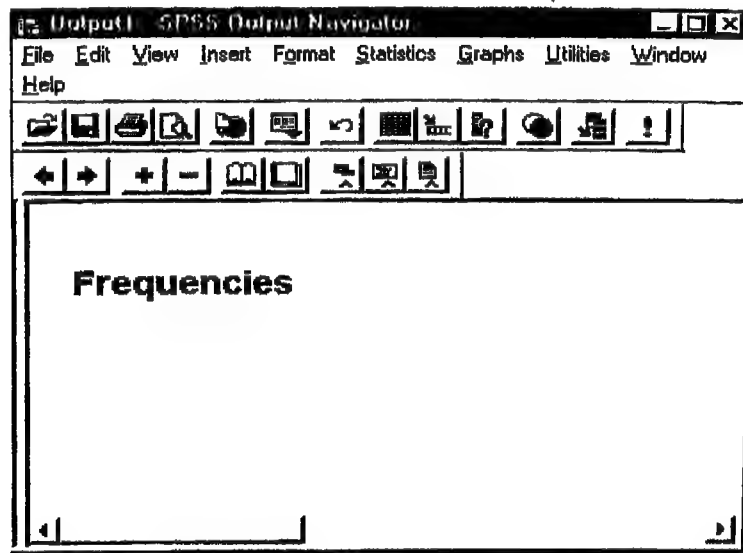 Output1 - SPSS Output Navigator
File Edit View Insert Format Statistics Graphs Utilities Window
Help
Frequencies